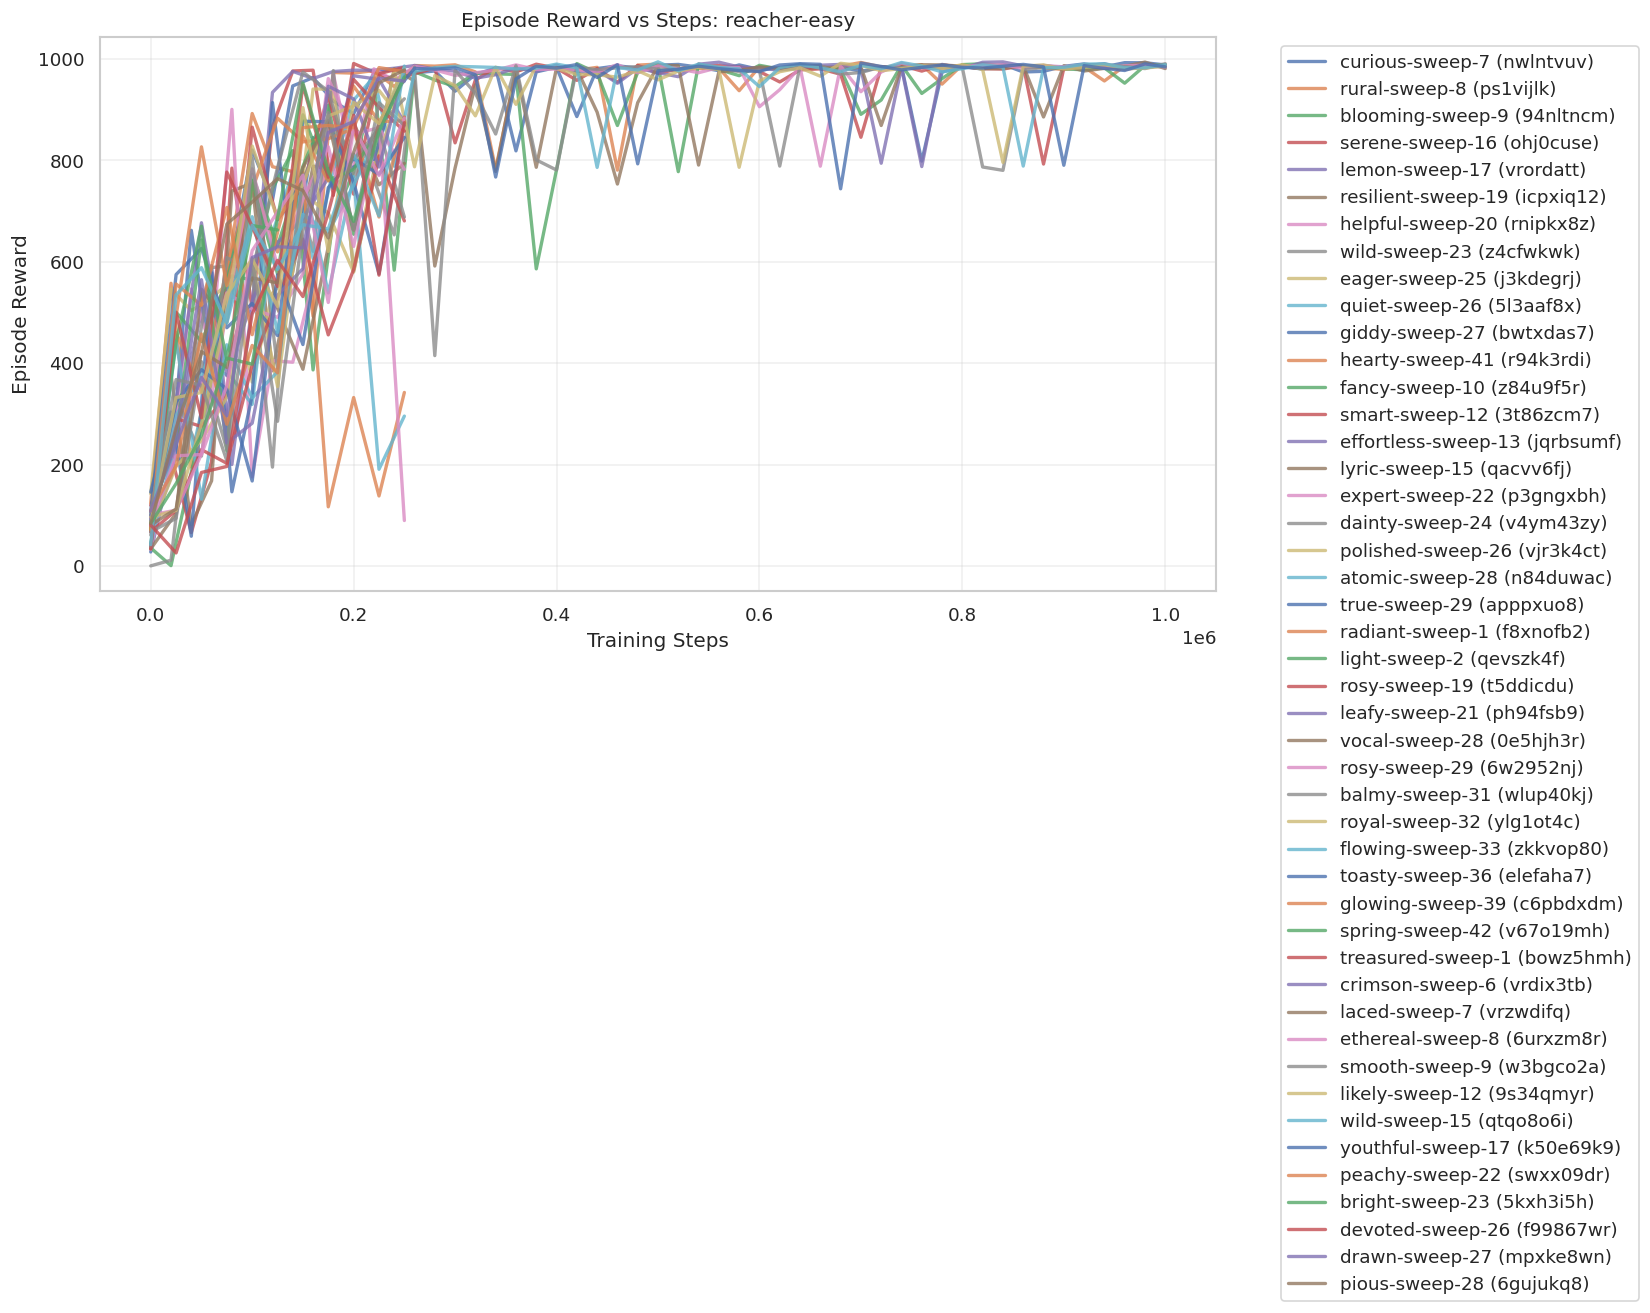 Episode Reward vs Steps: reacher-easy
Episode Reward
1000
800
600
400
200
0
0.0 0.2 0.4 0.6 0.8 1.0
1e6
Training Steps
curious-sweep-7 (nwlntvuv)
rural-sweep-8 (ps1vijlk)
blooming-sweep-9 (94nltncm)
serene-sweep-16 (ohj0cuse)
lemon-sweep-17 (vrordatt)
resilient-sweep-19 (icpxiq12)
helpful-sweep-20 (rnipkx8z)
wild-sweep-23 (z4cfwkwk)
eager-sweep-25 (j3kdegrj)
quiet-sweep-26 (5l3aaf8x)
giddy-sweep-27 (bwtxdas7)
hearty-sweep-41 (r94k3rdi)
fancy-sweep-10 (z84u9f5r)
smart-sweep-12 (3t86zcm7)
effortless-sweep-13 (jqrbsumf)
lyric-sweep-15 (qacvv6fj)
expert-sweep-22 (p3gngxbh)
dainty-sweep-24 (v4ym43zy)
polished-sweep-26 (vjr3k4ct)
atomic-sweep-28 (n84duwac)
true-sweep-29 (apppxuo8)
radiant-sweep-1 (f8xnofb2)
light-sweep-2 (qevszk4f)
rosy-sweep-19 (t5ddicdu)
leafy-sweep-21 (ph94fsb9)
vocal-sweep-28 (0e5hjh3r)
rosy-sweep-29 (6w2952nj)
balmy-sweep-31 (wlup40kj)
royal-sweep-32 (ylg1ot4c)
flowing-sweep-33 (zkkvop80)
toasty-sweep-36 (elefaha7)
glowing-sweep-39 (c6pbdxdm)
spring-sweep-42 (v67o19mh)
treasured-sweep-1 (bowz5hmh)
crimson-sweep-6 (vrdix3tb)
laced-sweep-7 (vrzwdifq)
ethereal-sweep-8 (6urxzm8r)
smooth-sweep-9 (w3bgco2a)
likely-sweep-12 (9s34qmyr)
wild-sweep-15 (qtqo8o6i)
youthful-sweep-17 (k50e69k9)
peachy-sweep-22 (swxx09dr)
bright-sweep-23 (5kxh3i5h)
devoted-sweep-26 (f99867wr)
drawn-sweep-27 (mpxke8wn)
pious-sweep-28 (6gujukq8)